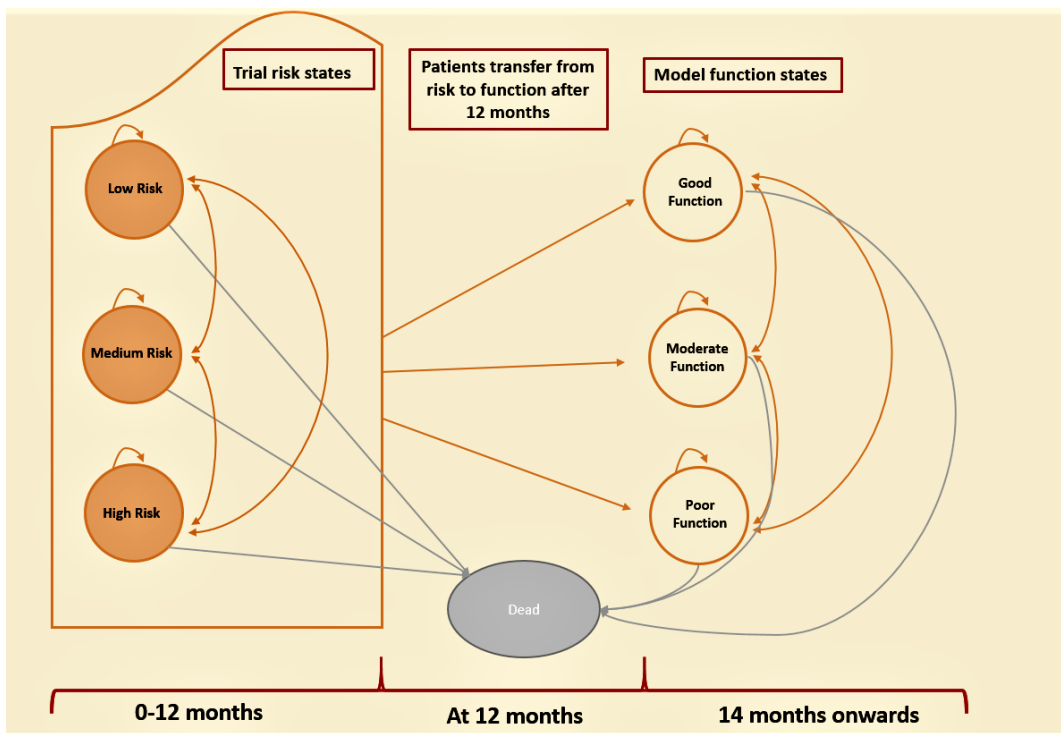 Trial risk states
Patients transfer from
risk to function after
12 months
Model function states
Low Risk
Good
Function
Medium Risk
Moderate
Function
High Risk
Poor
Function
Dead
0-12 months
At 12 months
14 months onwards